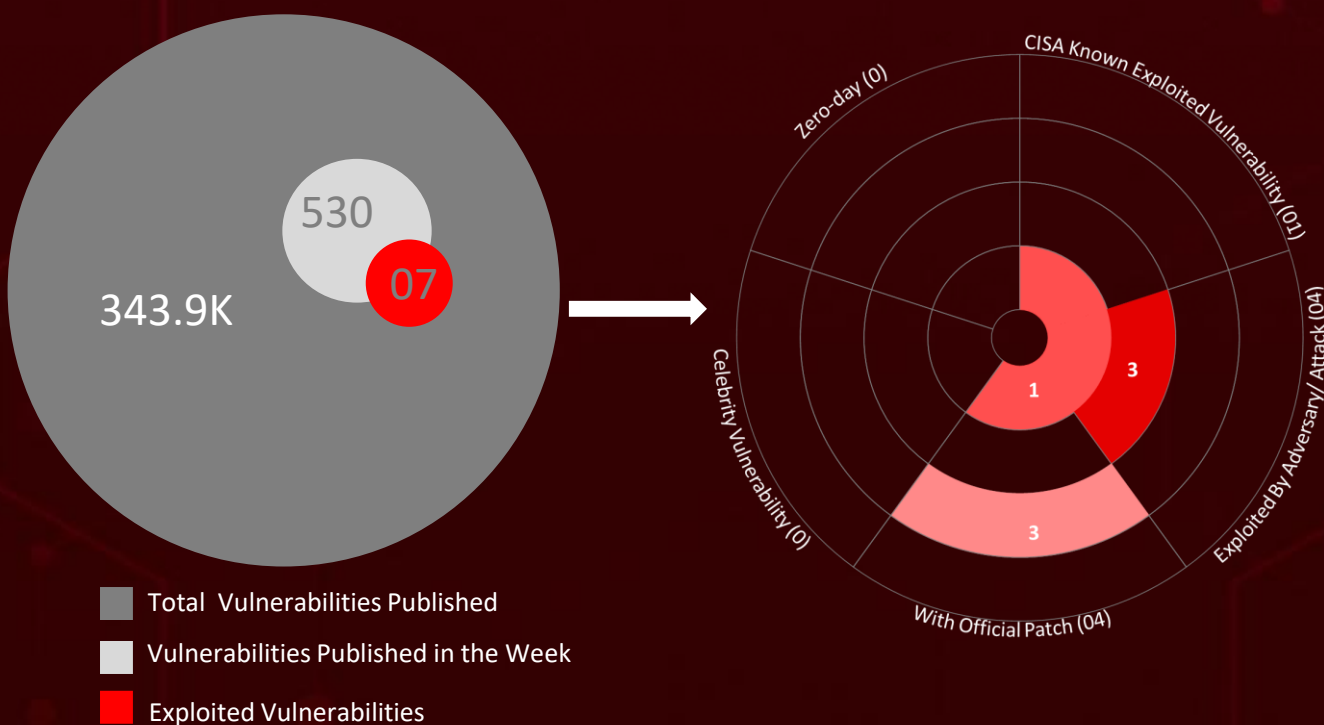 343.9K
530
07
Total Vulnerabilities Published
Vulnerabilities Published in the Week
Exploited Vulnerabilities
Zero-day (0)
CISA Known Exploited Vulnerability (01)
Exploited By Adversary/ Attack (04)
With Official Patch (04)
Celebrity Vulnerability (0)
1
3
3